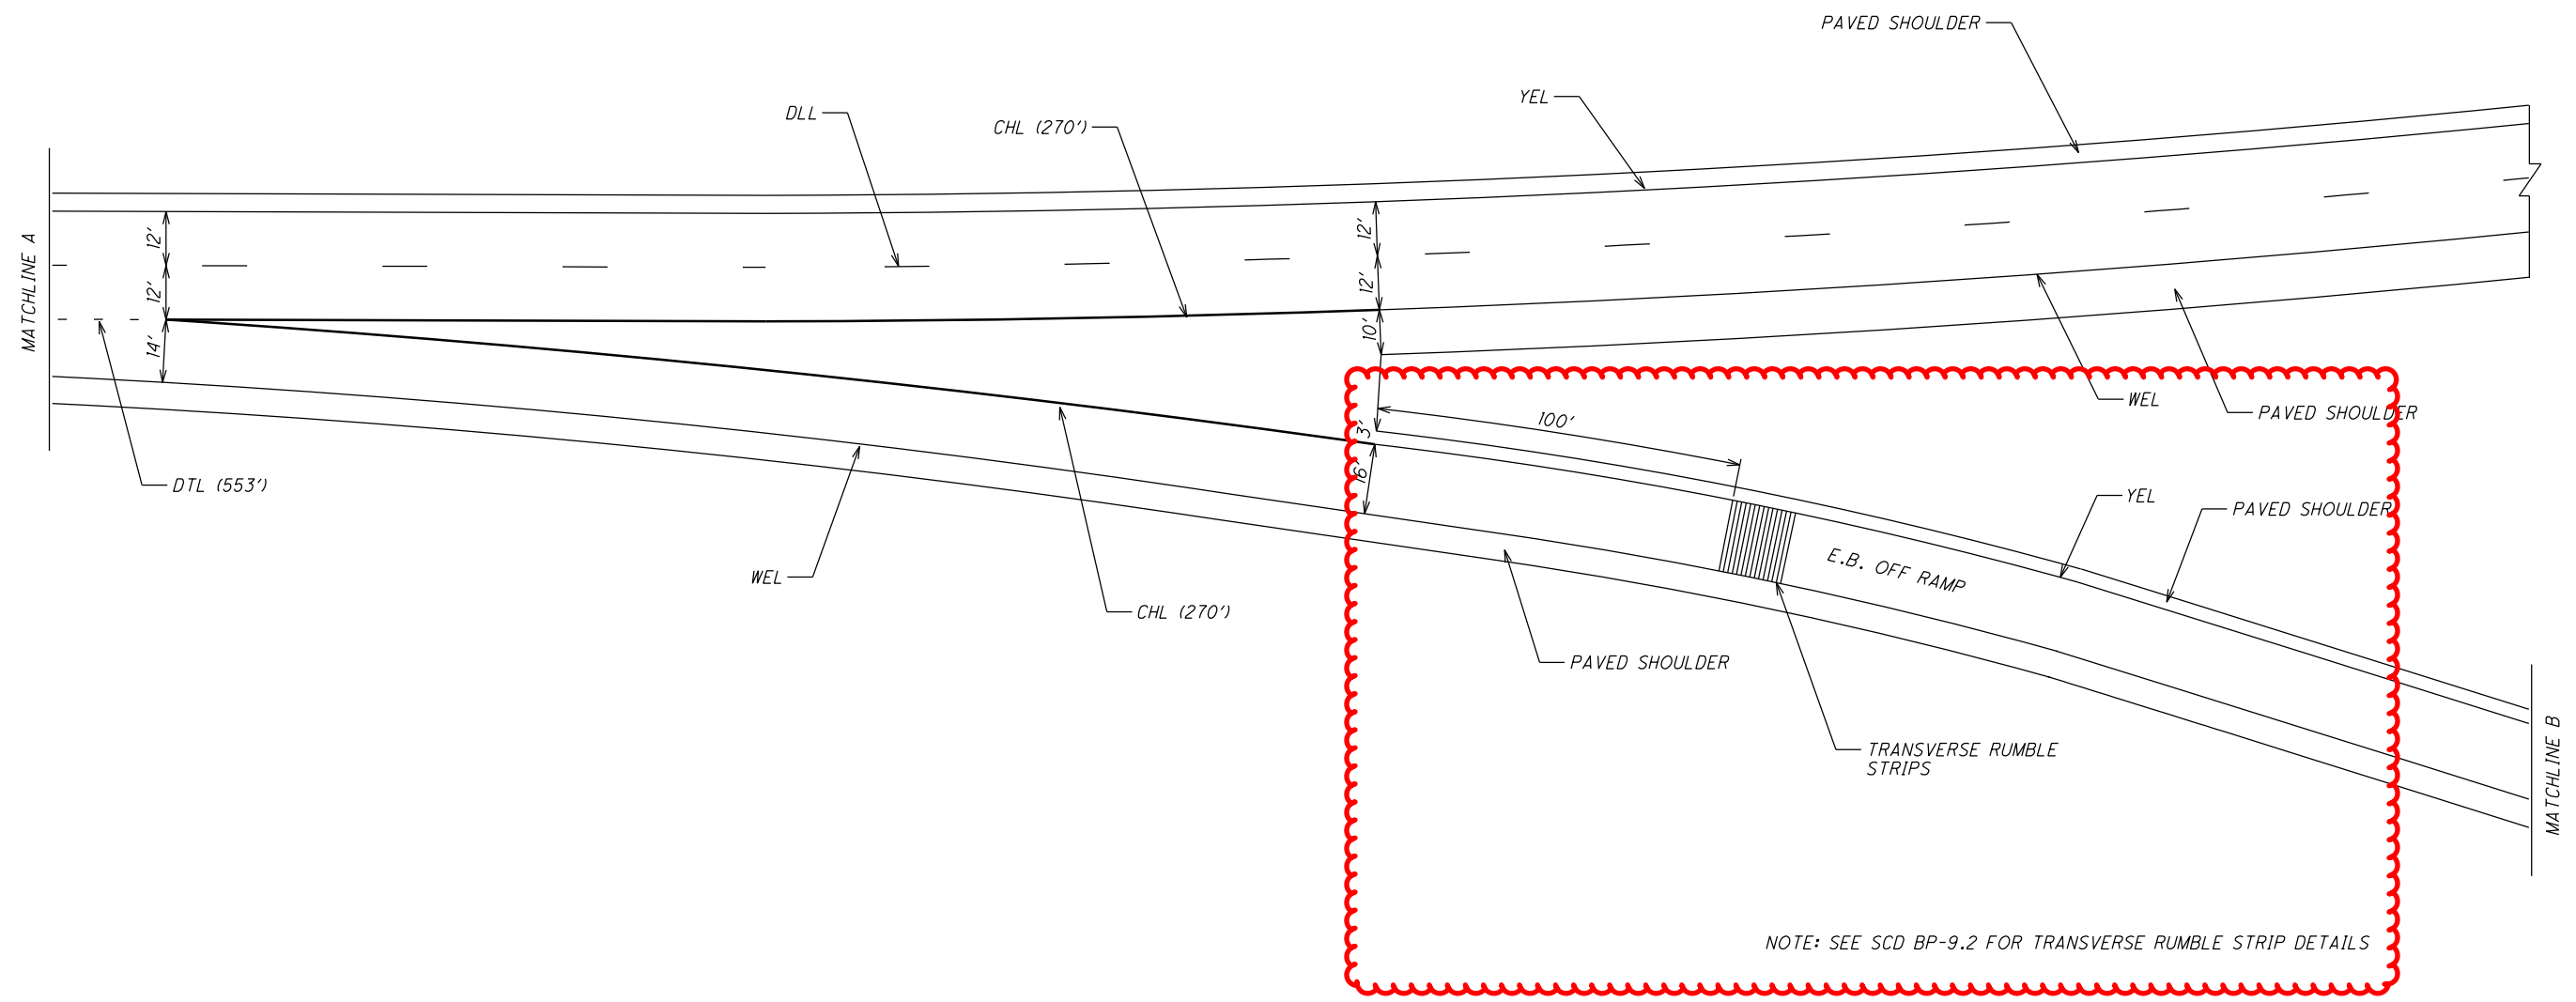 PAVED SHOULDER
YEL
DLL
CHL (270')
MATCHLINE A
12'
12'
14'
12'
12'
10'
3'
16'
100'
WEL
PAVED SHOULDER
DTL (553')
YEL
PAVED SHOULDER
E.B. OFF RAMP
WEL
CHL (270')
PAVED SHOULDER
TRANSVERSE RUMBLE
STRIPS
MATCHLINE B
NOTE: SEE SCD BP-9.2 FOR TRANSVERSE RUMBLE STRIP DETAILS